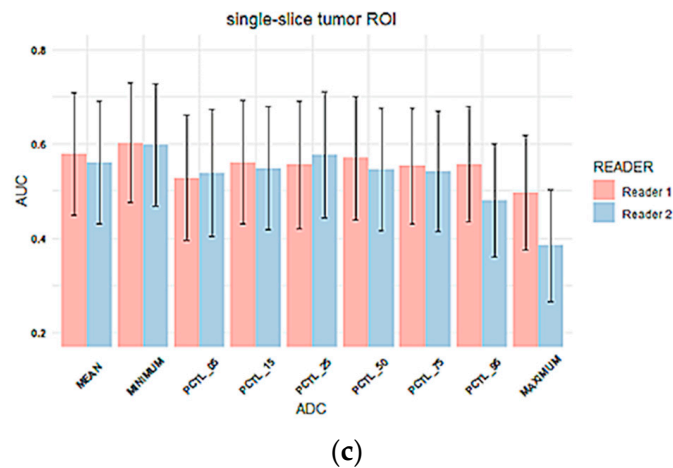 single-slice tumor ROI
0.8
0.6
0.4
0.2
AUC
READER
Reader 1
Reader 2
MEAN
MINIMUM
PCTL_05
PCTL_15
PCTL_25
PCTL_50
PCTL_75
PCTL_95
MAXIMUM
ADC
(c)